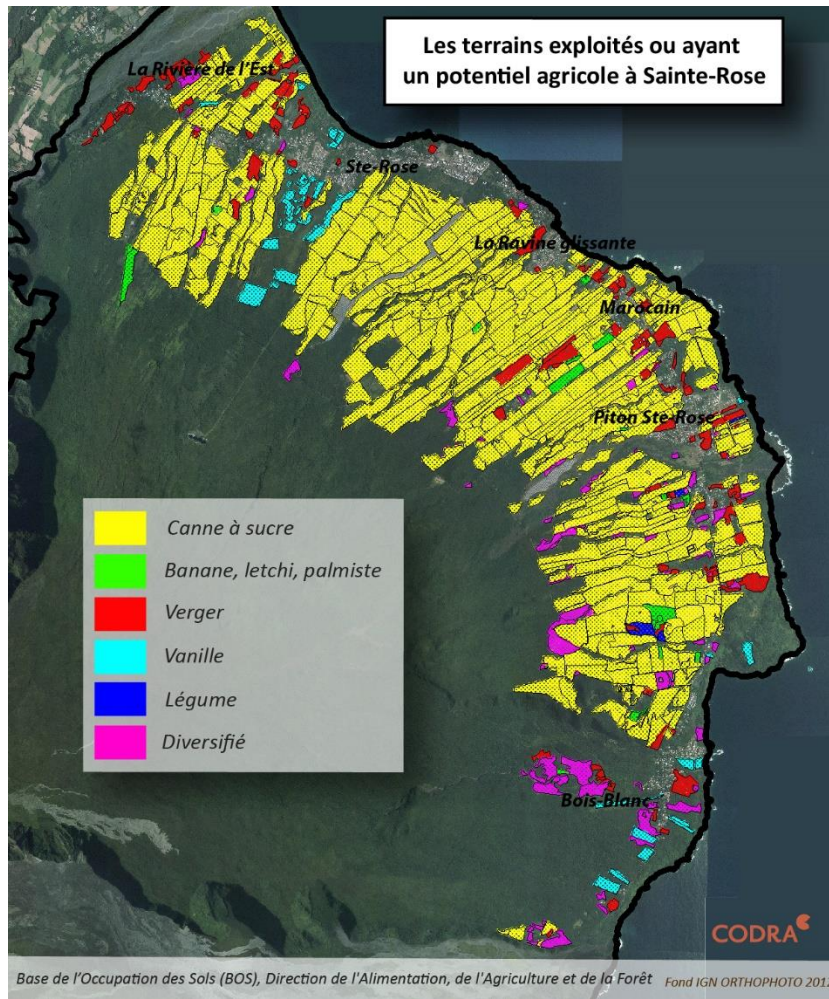 Les terrains exploités ou ayant
un potentiel agricole à Sainte-Rose
La Rivière de l'Est
Ste-Rose
La Ravine glissante
Marocain
Piton Ste-Rose
Canne à sucre
Banane, letchi, palmiste
Verger
Vanille
Légume
Diversifié
Bois-Blanc
CODRA
Base de l'Occupation des Sols (BOS), Direction de l'Alimentation, de l'Agriculture et de la Forêt
Fond IGN ORTHOPHOTO